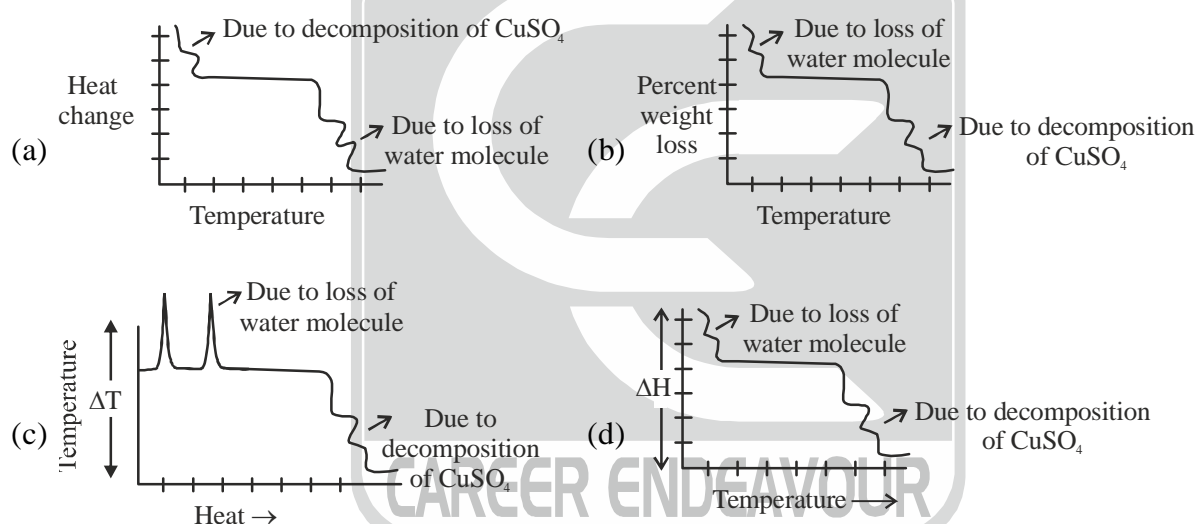 Due to decomposition of CuSO₄
Heat
change
Due to loss of
water molecule
(a)
Temperature
Due to loss of
water molecule
Percent
weight
loss
Due to decomposition
of CuSO₄
(b)
Temperature
Due to loss of
water molecule
Temperature
ΔT
Due to
decomposition
of CuSO₄
(c)
Heat →
Due to loss of
water molecule
ΔH
Due to decomposition
of CuSO₄
(d)
Temperature →
CAREER ENDEAVOUR